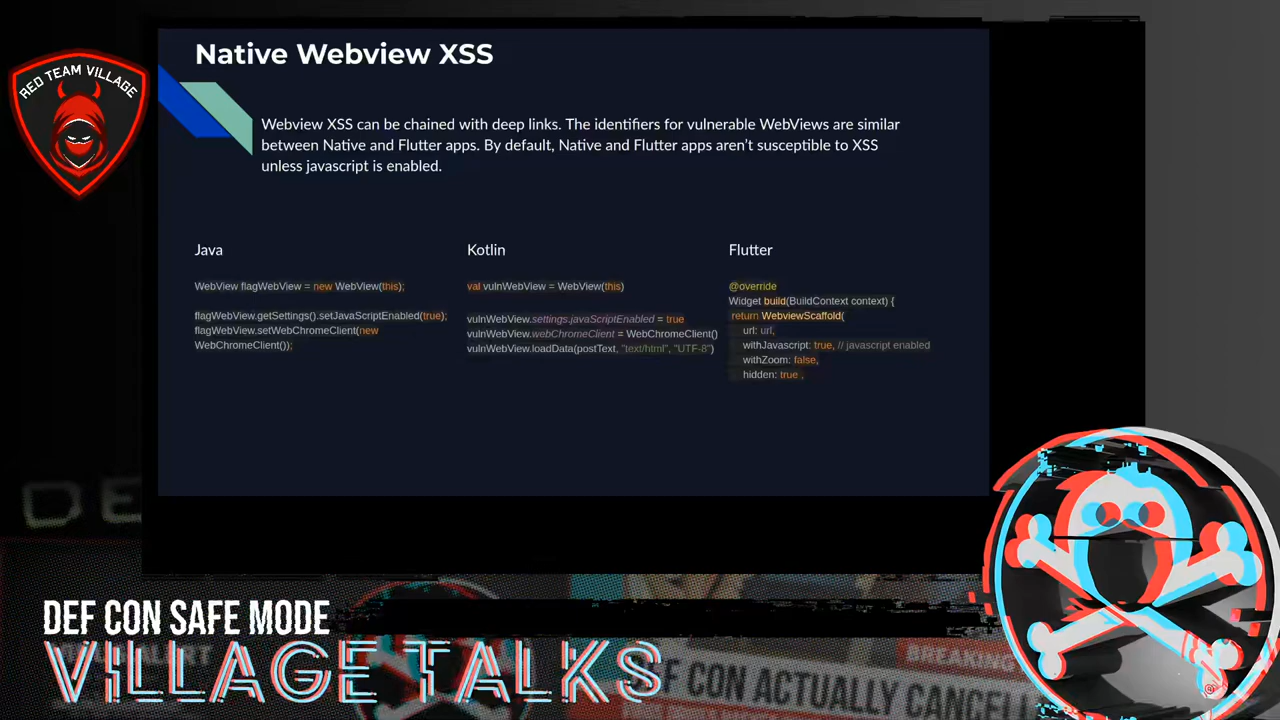 RED TEAM VILLAGE
Native Webview XSS
Webview XSS can be chained with deep links. The identifiers for vulnerable WebViews are similar
between Native and Flutter apps. By default, Native and Flutter apps aren't susceptible to XSS
unless javascript is enabled.
Java
WebView flagWebView = new WebView(this);
flagWebView.getSettings().setJavaScriptEnabled(true);
flagWebView.setWebChromeClient(new
WebChromeClient());
Kotlin
val vulnWebView = WebView(this)
vulnWebView.settings.javaScriptEnabled = true
vulnWebView.webChromeClient = WebChromeClient()
vulnWebView.loadData(postText, "text/html", "UTF-8")
Flutter
@override
Widget build(BuildContext context) {
return WebviewScaffold(
url: url,
withJavascript: true, // javascript enabled
withZoom: false,
hidden: true ,
DE
DEF CON SAFE MODE
VILLAGE TALKS
BREAKING
DEF CON ACTUALLY CANCEL